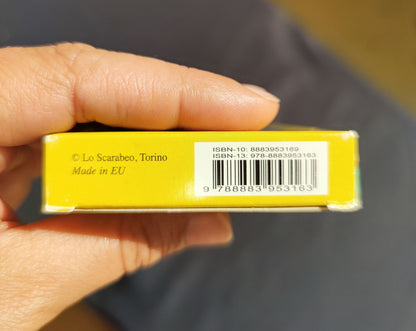 © Lo Scarabeo, Torino
Made in EU
ISBN-10: 8883953169
ISBN-13: 978-8883953163
9 788883 953163